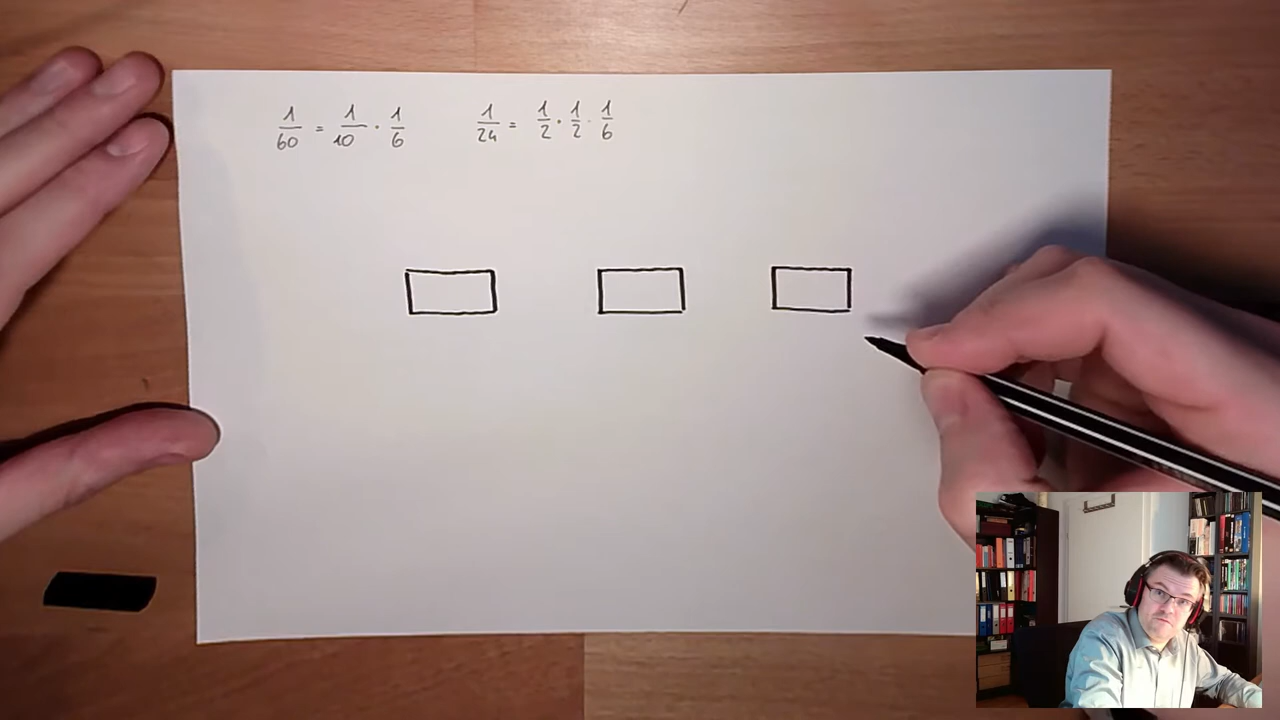 1/60 = 1/10 · 1/6
1/24 = 1/2 · 1/2 · 1/6